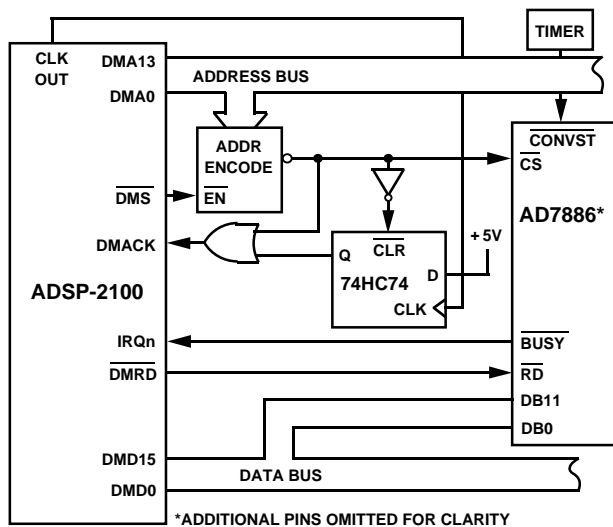 CLK
OUT
DMA13
DMA0
ADDRESS BUS
TIMER
ADDR
ENCODE
EN
DMS
DMACK
ADSP-2100
CLR
Q
D
74HC74
CLK
+5V
CONVST
CS
AD7886*
IRQn
BUSY
DMRD
RD
DB11
DB0
DMD15
DATA BUS
DMD0
*ADDITIONAL PINS OMITTED FOR CLARITY